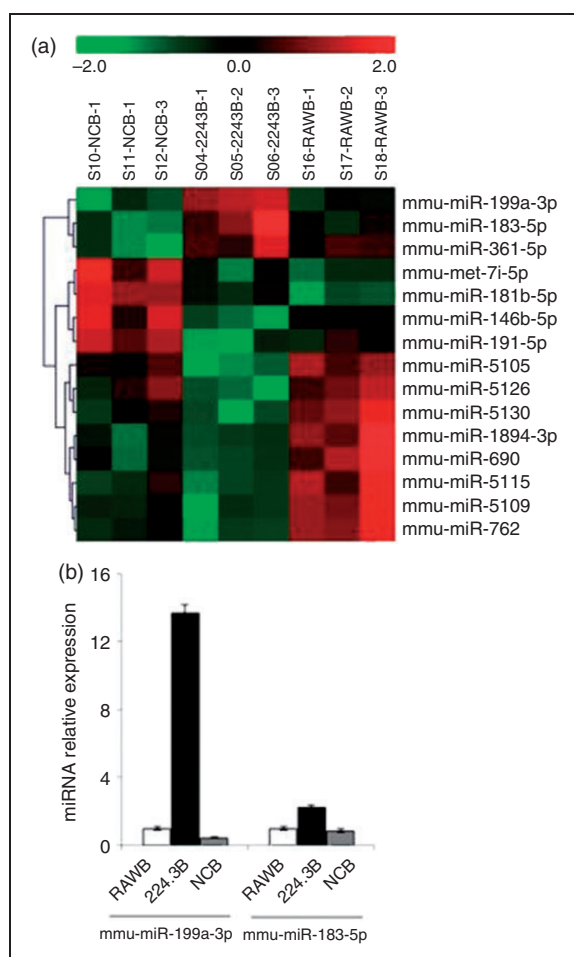 (a)
−2.0 0.0 2.0
S10-NCB-1
S11-NCB-1
S12-NCB-3
S04-2243B-1
S05-2243B-2
S06-2243B-3
S16-RAWB-1
S17-RAWB-2
S18-RAWB-3
mmu-miR-199a-3p
mmu-miR-183-5p
mmu-miR-361-5p
mmu-met-7i-5p
mmu-miR-181b-5p
mmu-miR-146b-5p
mmu-miR-191-5p
mmu-miR-5105
mmu-miR-5126
mmu-miR-5130
mmu-miR-1894-3p
mmu-miR-690
mmu-miR-5115
mmu-miR-5109
mmu-miR-762
(b)
miRNA relative expression
16
12
8
4
0
RAWB
224.3B
NCB
RAWB
224.3B
NCB
mmu-miR-199a-3p
mmu-miR-183-5p